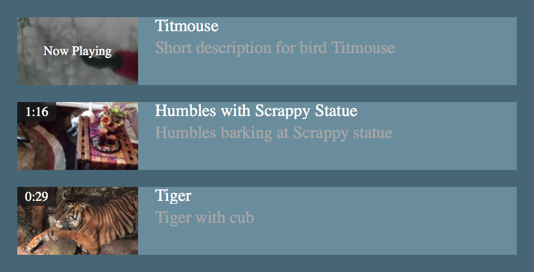 Titmouse
Now Playing
Short description for bird Titmouse
1:16
Humbles with Scrappy Statue
Humbles barking at Scrappy statue
0:29
Tiger
Tiger with cub